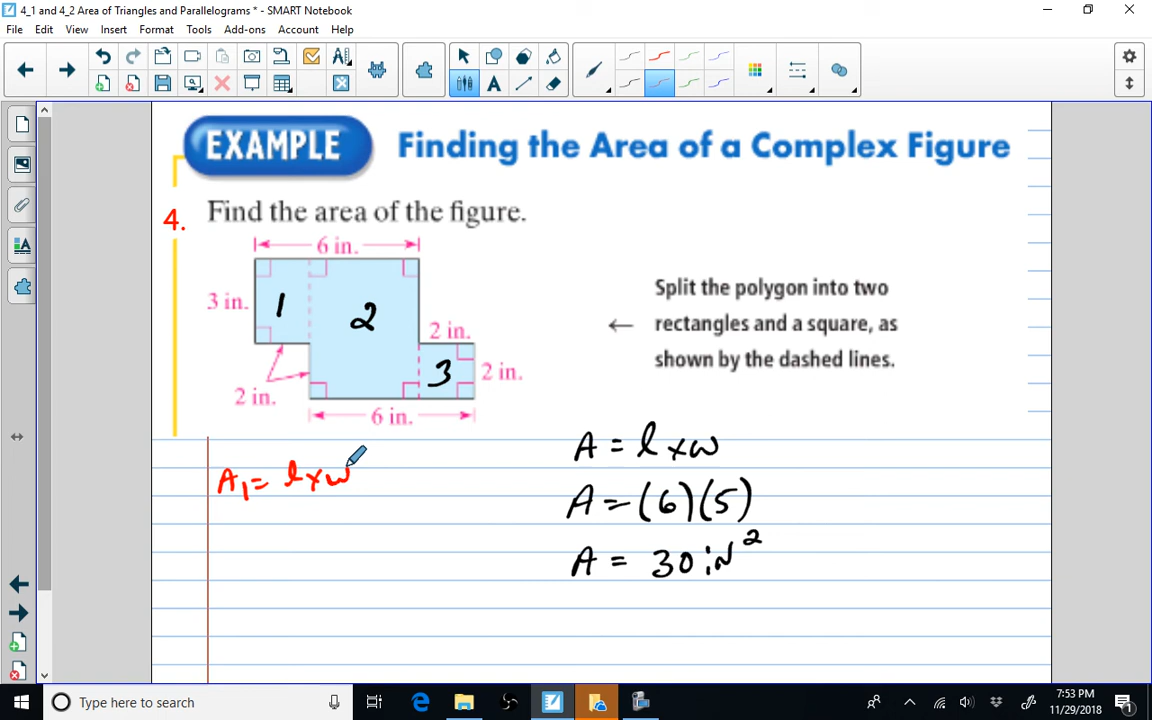 4_1 and 4_2 Area of Triangles and Parallelograms * - SMART Notebook
File Edit View Insert Format Tools Add-ons Account Help
EXAMPLE Finding the Area of a Complex Figure
4. Find the area of the figure.
6 in.
3 in.
1
2
2 in.
3
2 in.
2 in.
6 in.
← Split the polygon into two
rectangles and a square, as
shown by the dashed lines.
A = l x w
A = (6)(5)
A = 30 in²
A₁ = l x w
Type here to search
7:53 PM
11/29/2018
1